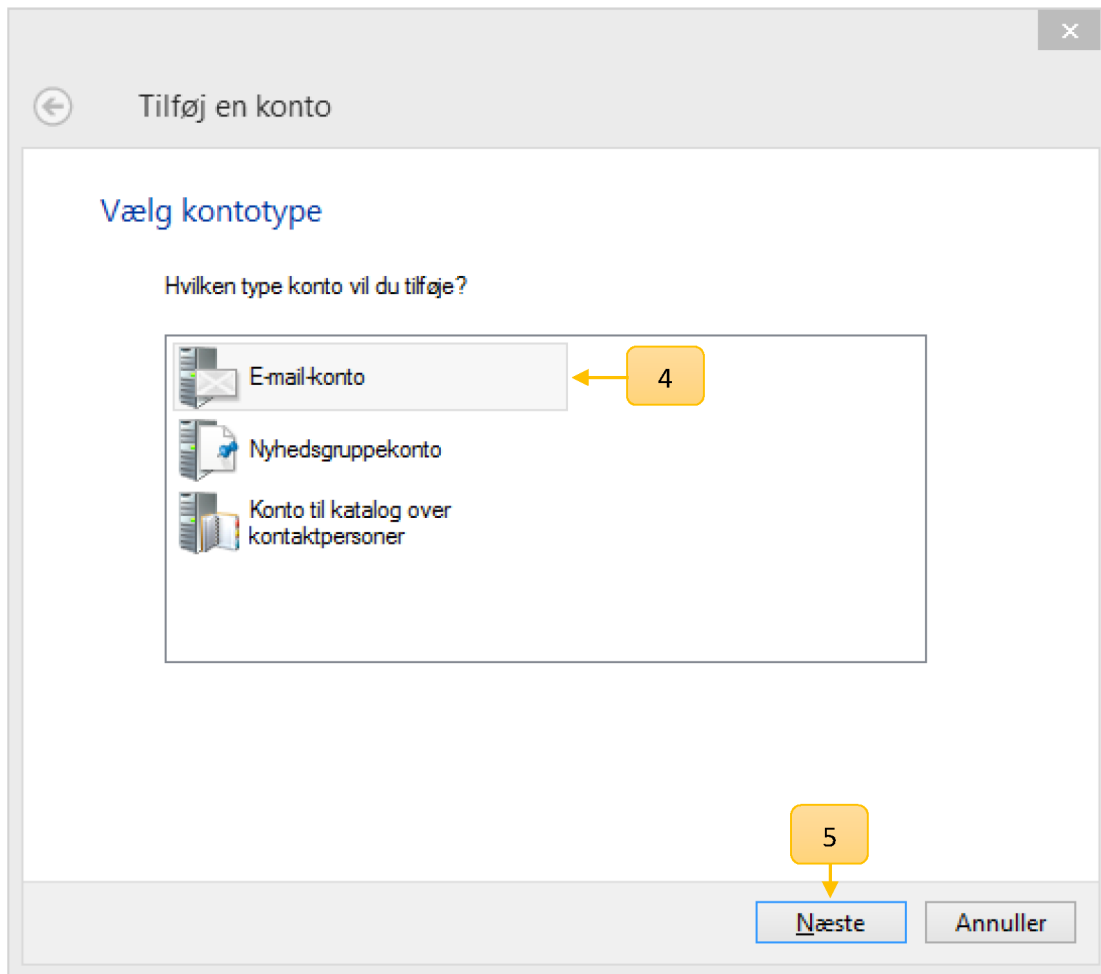 Tilføj en konto
Vælg kontotype
Hvilken type konto vil du tilføje?
E-mail-konto
4
Nyhedsgruppekonto
Konto til katalog over
kontaktpersoner
5
Næste
Annuller